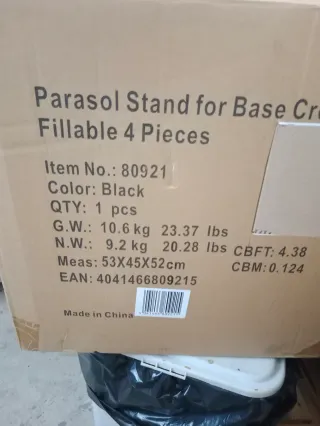 Parasol Stand for Base Cr
Fillable 4 Pieces
Item No.: 80921
Color: Black
QTY: 1 pcs
G.W.: 10.6 kg 23.37 lbs
N.W.: 9.2 kg 20.28 lbs CBFT: 4.38
Meas: 53X45X52cm CBM: 0.124
EAN: 4041466809215
Made in China